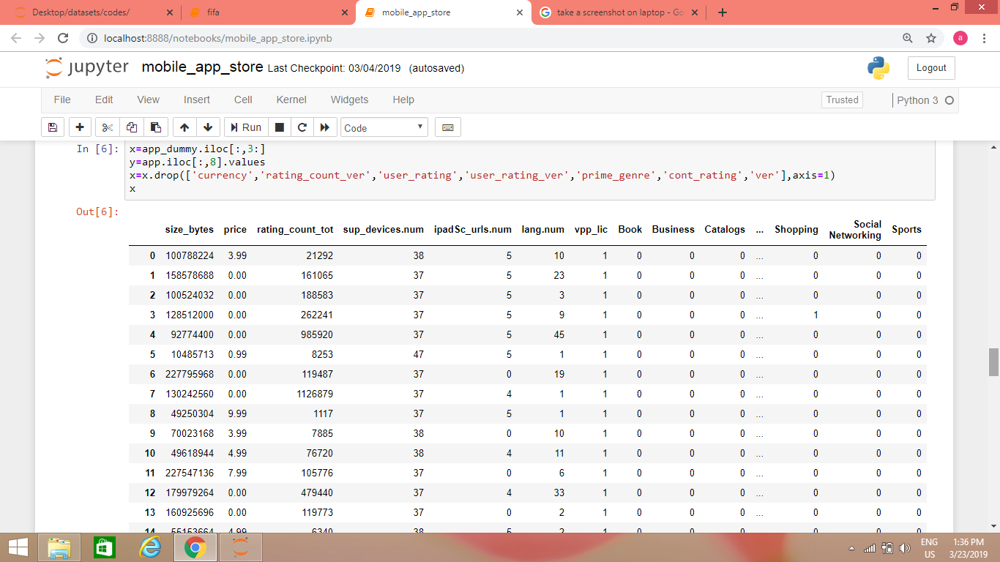 Desktop/datasets/codes/ fifa mobile_app_store take a screenshot on laptop - Go
localhost:8888/notebooks/mobile_app_store.ipynb a
jupyter mobile_app_store Last Checkpoint: 03/04/2019 (autosaved) Logout
File Edit View Insert Cell Kernel Widgets Help Trusted Python 3
Run Code
In [6]: x=app_dummy.iloc[:,3:]
y=app.iloc[:,8].values
x=x.drop(['currency','rating_count_ver','user_rating','user_rating_ver','prime_genre','cont_rating','ver'],axis=1)
x
Out[6]:
size_bytes price rating_count_tot sup_devices.num ipadSc_urls.num lang.num vpp_lic Book Business Catalogs ... Shopping Social Networking Sports
0 100788224 3.99 21292 38 5 10 1 0 0 0 ... 0 0 0
1 158578688 0.00 161065 37 5 23 1 0 0 0 ... 0 0 0
2 100524032 0.00 188583 37 5 3 1 0 0 0 ... 0 0 0
3 128512000 0.00 262241 37 5 9 1 0 0 0 ... 1 0 0
4 92774400 0.00 985920 37 5 45 1 0 0 0 ... 0 0 0
5 10485713 0.99 8253 47 5 1 1 0 0 0 ... 0 0 0
6 227795968 0.00 119487 37 0 19 1 0 0 0 ... 0 0 0
7 130242560 0.00 1126879 37 4 1 1 0 0 0 ... 0 0 0
8 49250304 9.99 1117 37 5 1 1 0 0 0 ... 0 0 0
9 70023168 3.99 7885 38 0 10 1 0 0 0 ... 0 0 0
10 49618944 4.99 76720 38 4 11 1 0 0 0 ... 0 0 0
11 227547136 7.99 105776 37 0 6 1 0 0 0 ... 0 0 0
12 179979264 0.00 479440 37 4 33 1 0 0 0 ... 0 0 0
13 160925696 0.00 119773 37 0 2 1 0 0 0 ... 0 0 0
14 55153664 4.99 6340 38 5 2 1 0 0 0 ... 0 0 0
ENG 1:36 PM
US 3/23/2019